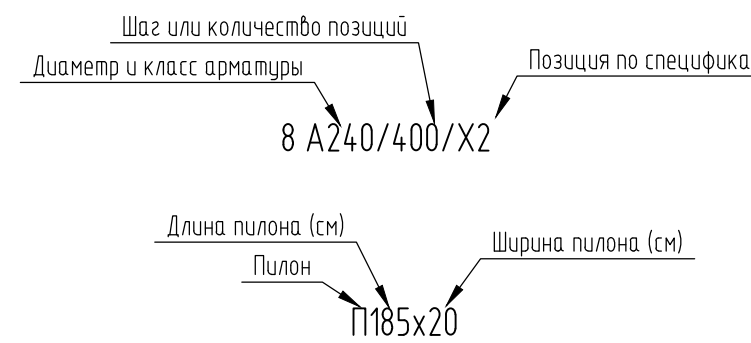 Шаг или количество позиций
Диаметр и класс арматуры
Позиция по специфика
8 А240/400/Х2
Длина пилона (см)
Ширина пилона (см)
Пилон
П185х20